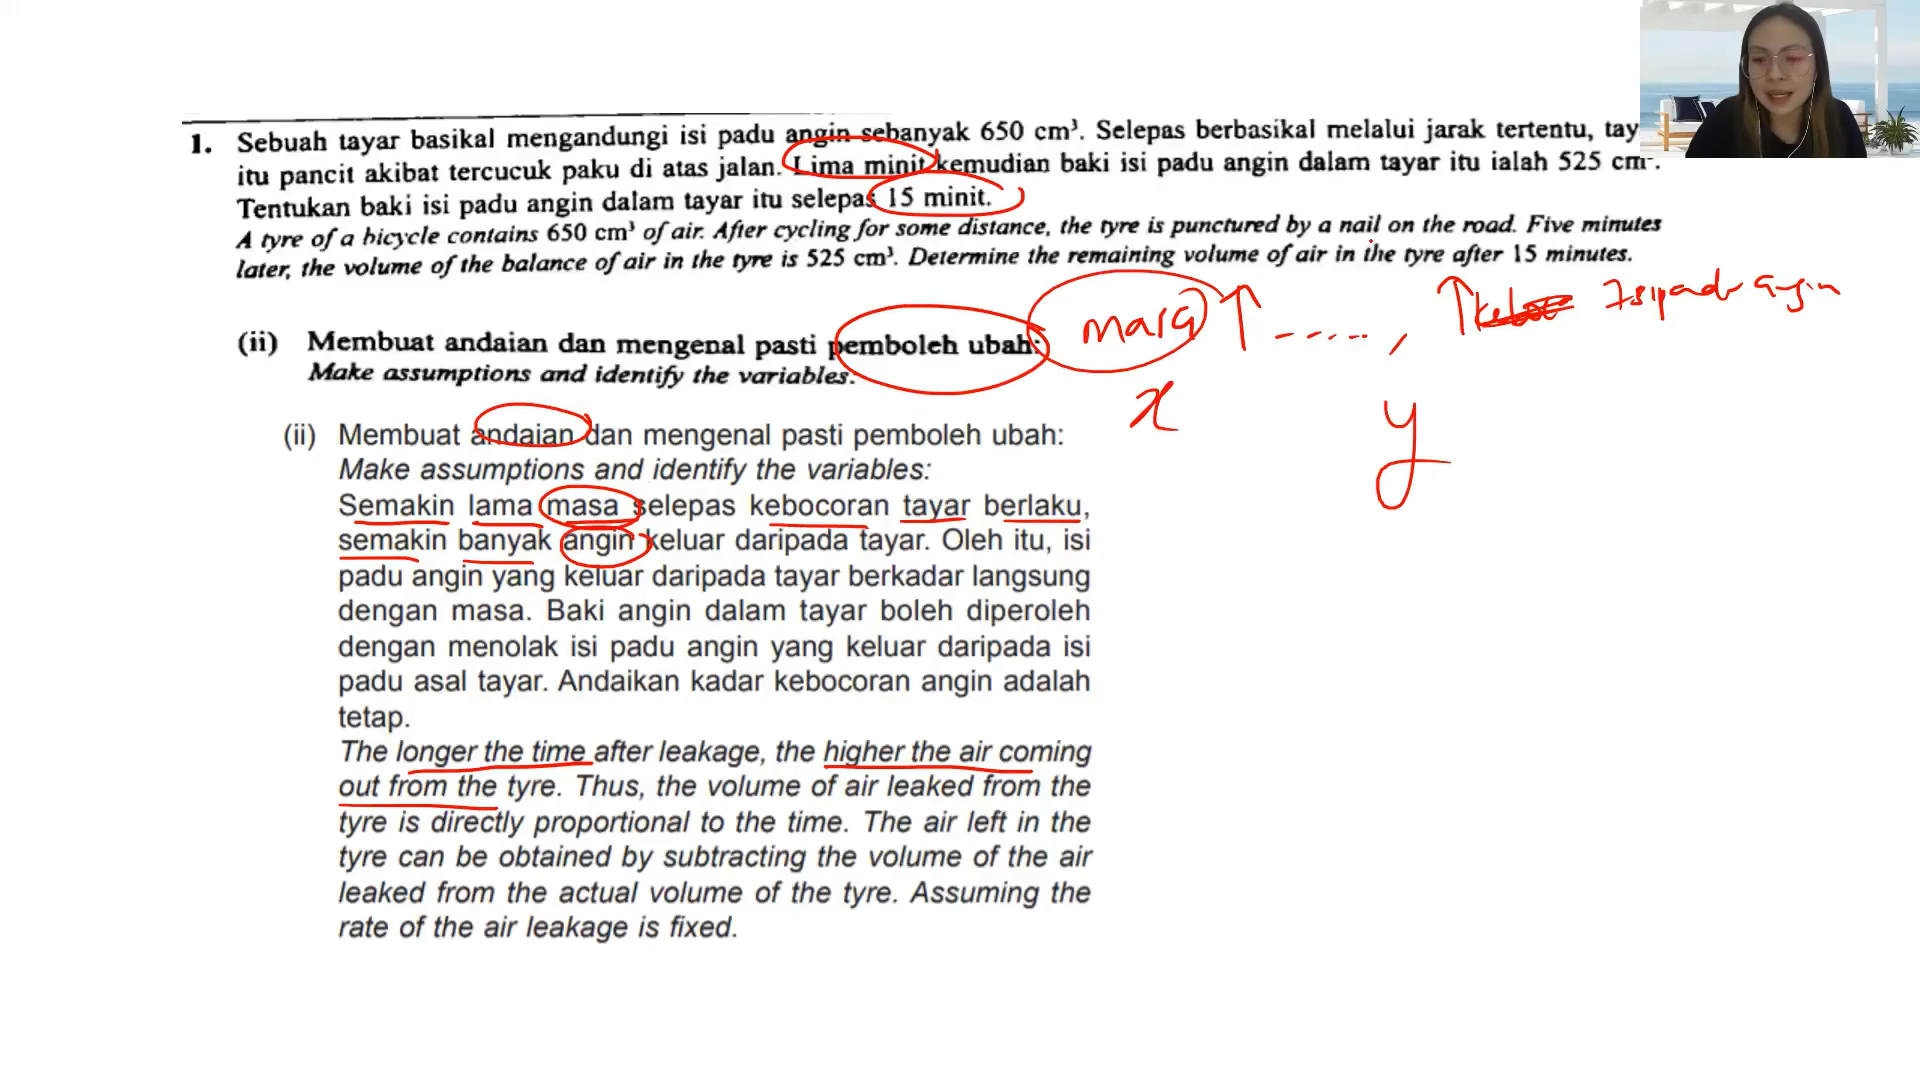 1. Sebuah tayar basikal mengandungi isi padu angin sebanyak 650 cm³. Selepas berbasikal melalui jarak tertentu, tay
itu pancit akibat tercucuk paku di atas jalan. Lima minit kemudian baki isi padu angin dalam tayar itu ialah 525 cm³.
Tentukan baki isi padu angin dalam tayar itu selepas 15 minit.
A tyre of a bicycle contains 650 cm³ of air. After cycling for some distance, the tyre is punctured by a nail on the road. Five minutes
later, the volume of the balance of air in the tyre is 525 cm³. Determine the remaining volume of air in the tyre after 15 minutes.
masa ↑ ....., ↑ Isipadu angin
(ii) Membuat andaian dan mengenal pasti pemboleh ubah:
Make assumptions and identify the variables.
x y
(ii) Membuat andaian dan mengenal pasti pemboleh ubah:
Make assumptions and identify the variables:
Semakin lama masa selepas kebocoran tayar berlaku,
semakin banyak angin keluar daripada tayar. Oleh itu, isi
padu angin yang keluar daripada tayar berkadar langsung
dengan masa. Baki angin dalam tayar boleh diperoleh
dengan menolak isi padu angin yang keluar daripada isi
padu asal tayar. Andaikan kadar kebocoran angin adalah
tetap.
The longer the time after leakage, the higher the air coming
out from the tyre. Thus, the volume of air leaked from the
tyre is directly proportional to the time. The air left in the
tyre can be obtained by subtracting the volume of the air
leaked from the actual volume of the tyre. Assuming the
rate of the air leakage is fixed.